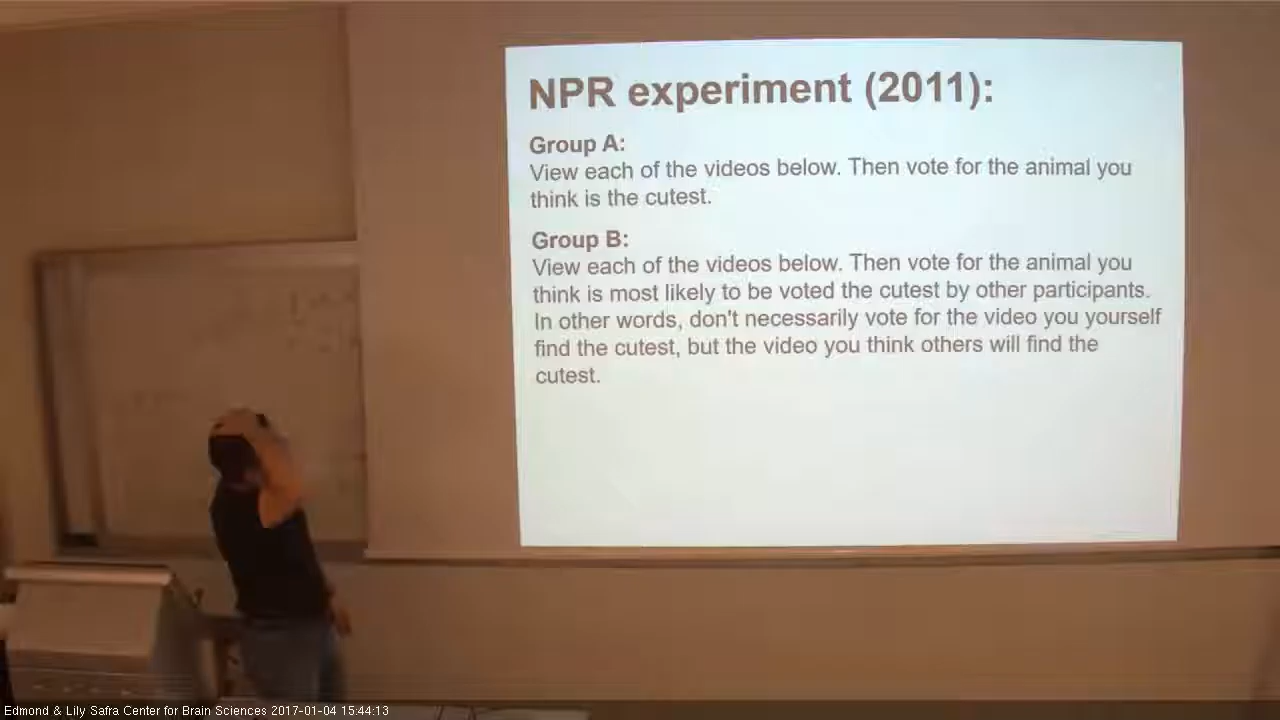 NPR experiment (2011):
Group A:
View each of the videos below. Then vote for the animal you
think is the cutest.
Group B:
View each of the videos below. Then vote for the animal you
think is most likely to be voted the cutest by other participants.
In other words, don't necessarily vote for the video you yourself
find the cutest, but the video you think others will find the
cutest.
Edmond & Lily Safra Center for Brain Sciences 2017-01-04 15:44:13